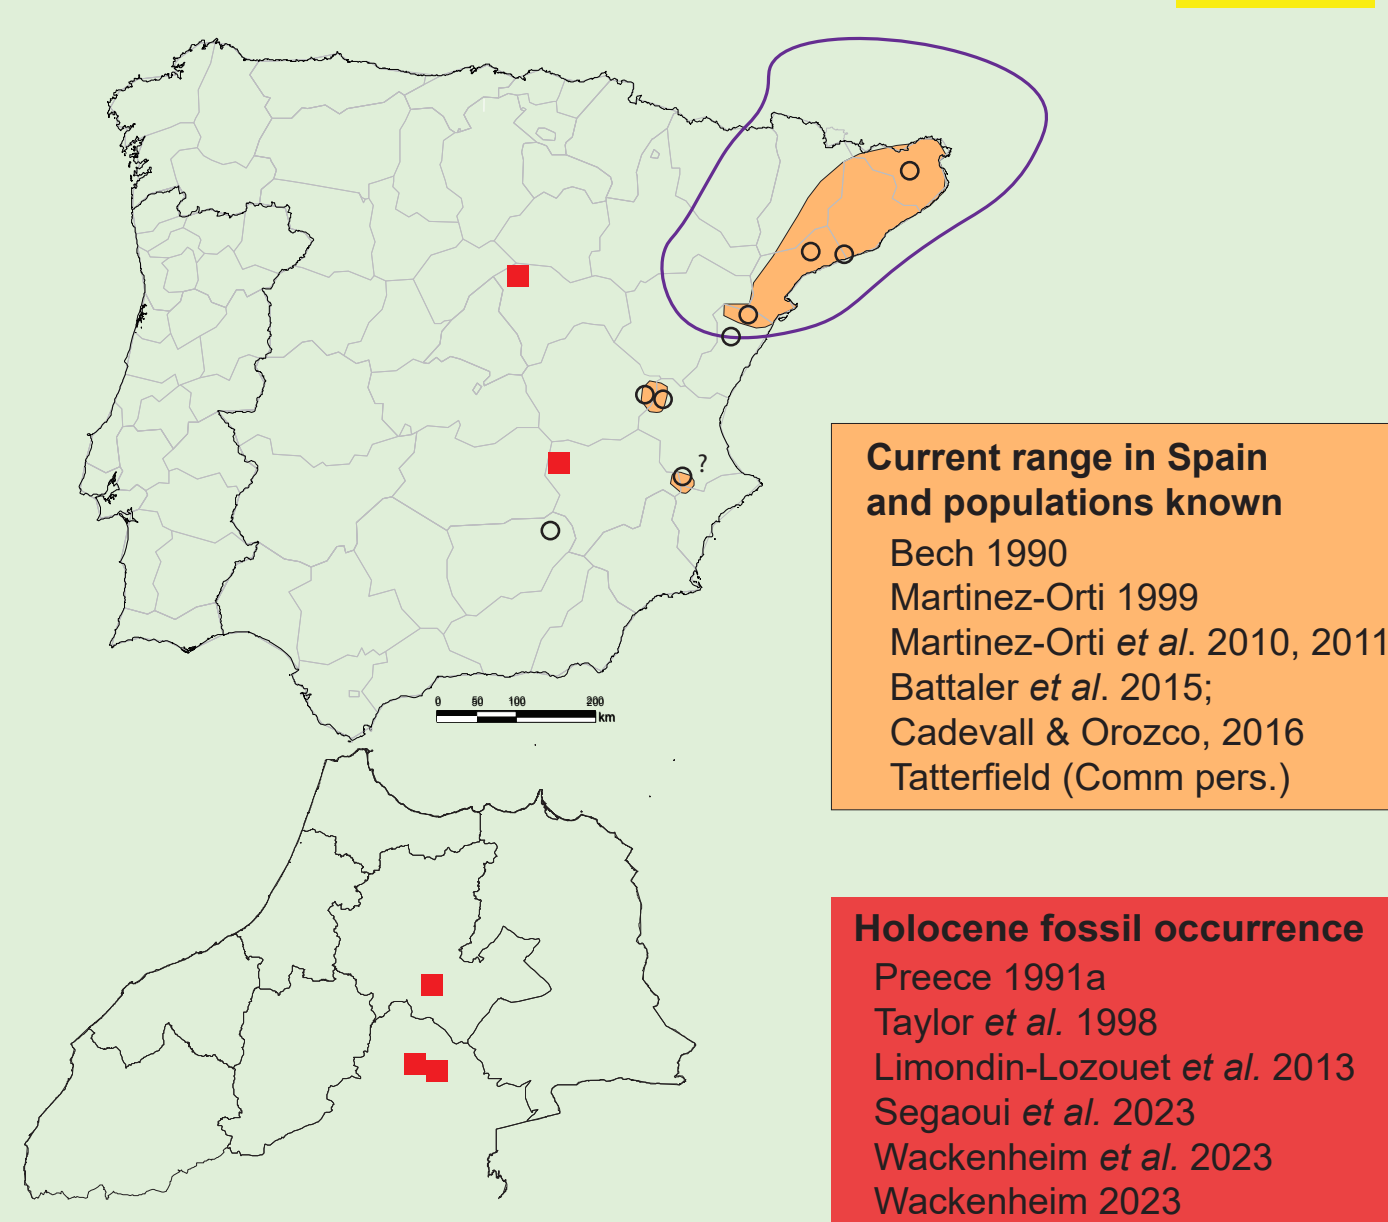 ?
0 50 100 200
km
Current range in Spain
and populations known
Bech 1990
Martinez-Orti 1999
Martinez-Orti et al. 2010, 2011
Battaler et al. 2015;
Cadevall & Orozco, 2016
Tatterfield (Comm pers.)
Holocene fossil occurrence
Preece 1991a
Taylor et al. 1998
Limondin-Lozouet et al. 2013
Segaoui et al. 2023
Wackenheim et al. 2023
Wackenheim 2023